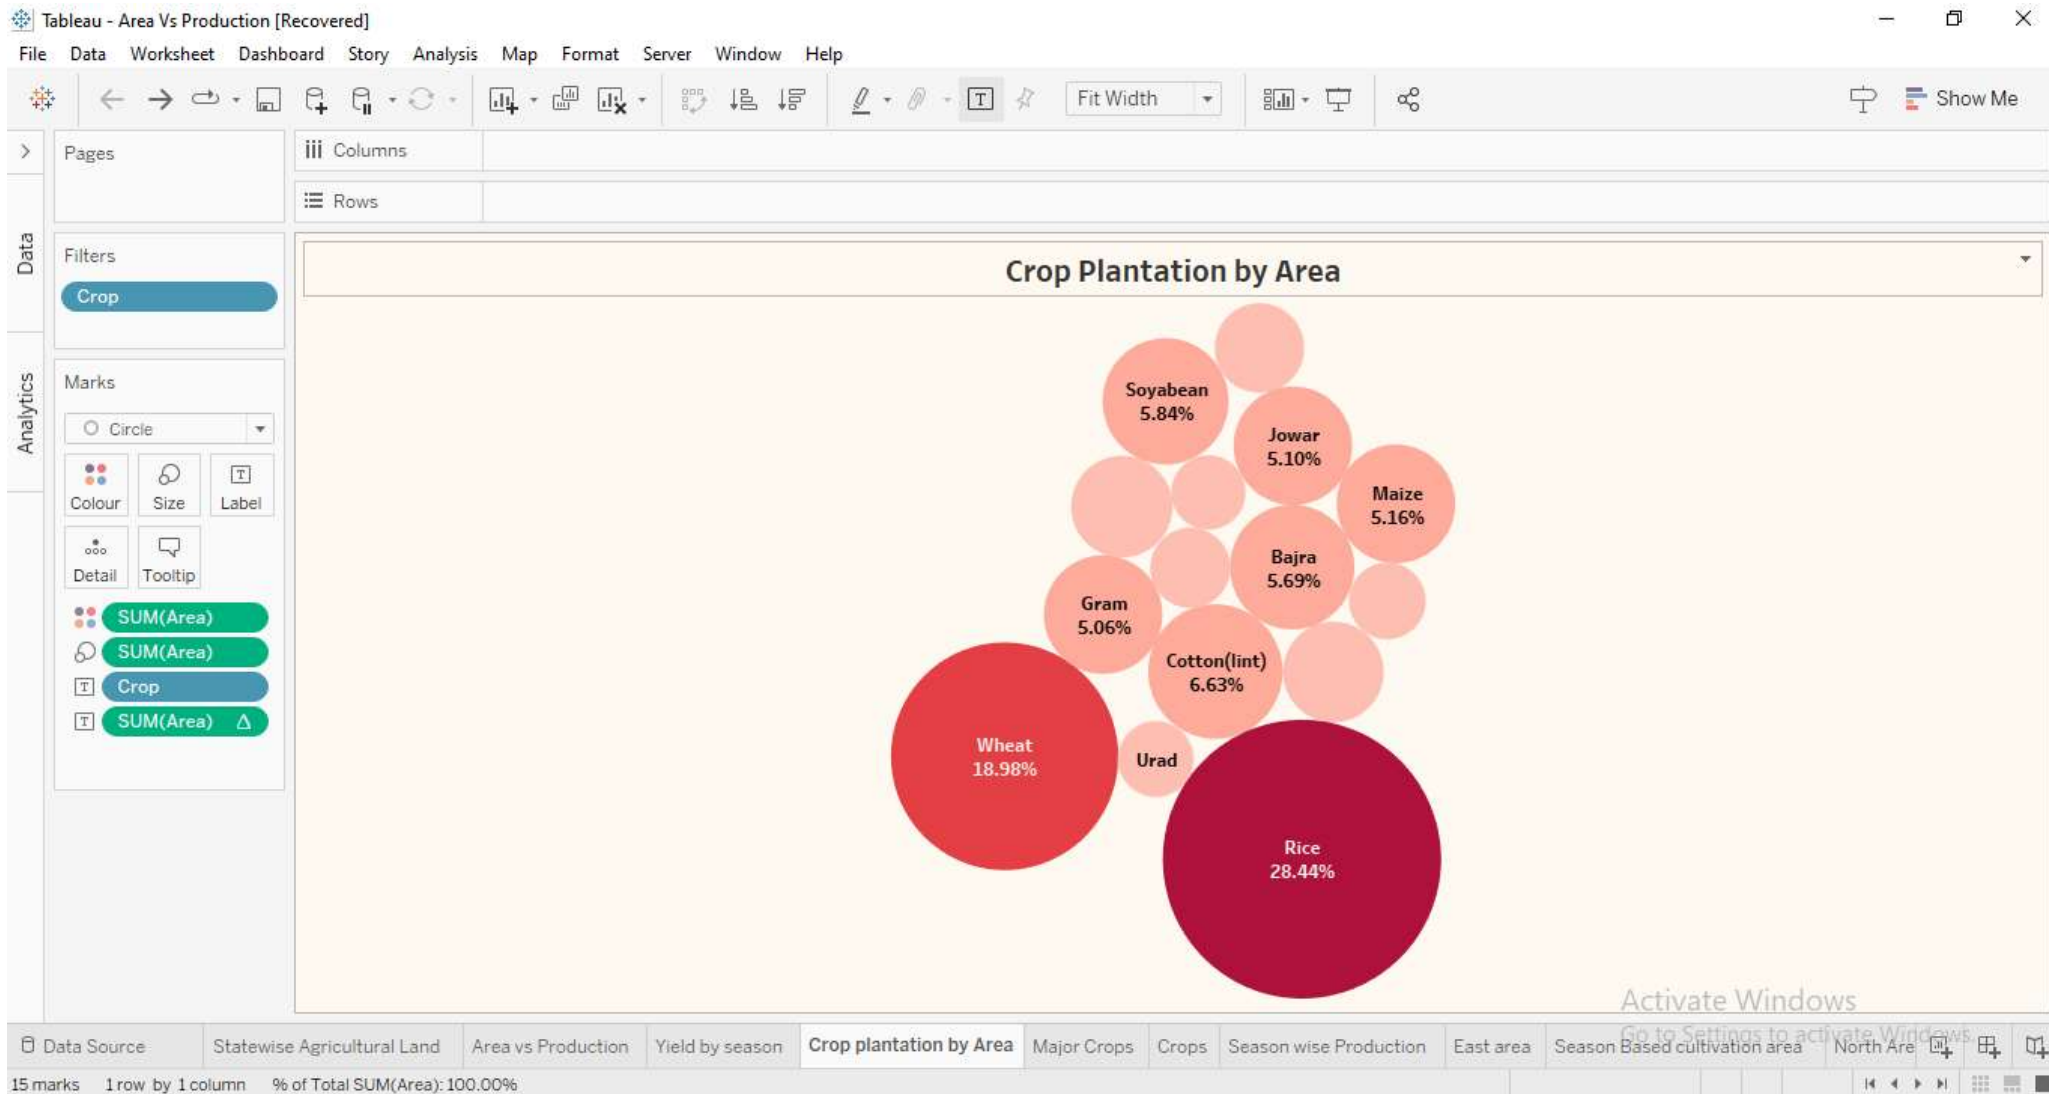 Tableau - Area Vs Production [Recovered]
File Data Worksheet Dashboard Story Analysis Map Format Server Window Help
Fit Width
Show Me
Pages
Columns
Rows
Data
Analytics
Filters
Crop
Marks
Circle
Colour Size Label
Detail Tooltip
SUM(Area)
SUM(Area)
Crop
SUM(Area) Δ
Crop Plantation by Area
Soyabean
5.84%
Jowar
5.10%
Maize
5.16%
Bajra
5.69%
Gram
5.06%
Cotton(lint)
6.63%
Wheat
18.98%
Urad
Rice
28.44%
Activate Windows
Go to Settings to activate Windows.
Data Source Statewise Agricultural Land Area vs Production Yield by season Crop plantation by Area Major Crops Crops Season wise Production East area Season Based cultivation area North Are
15 marks 1 row by 1 column % of Total SUM(Area): 100.00%